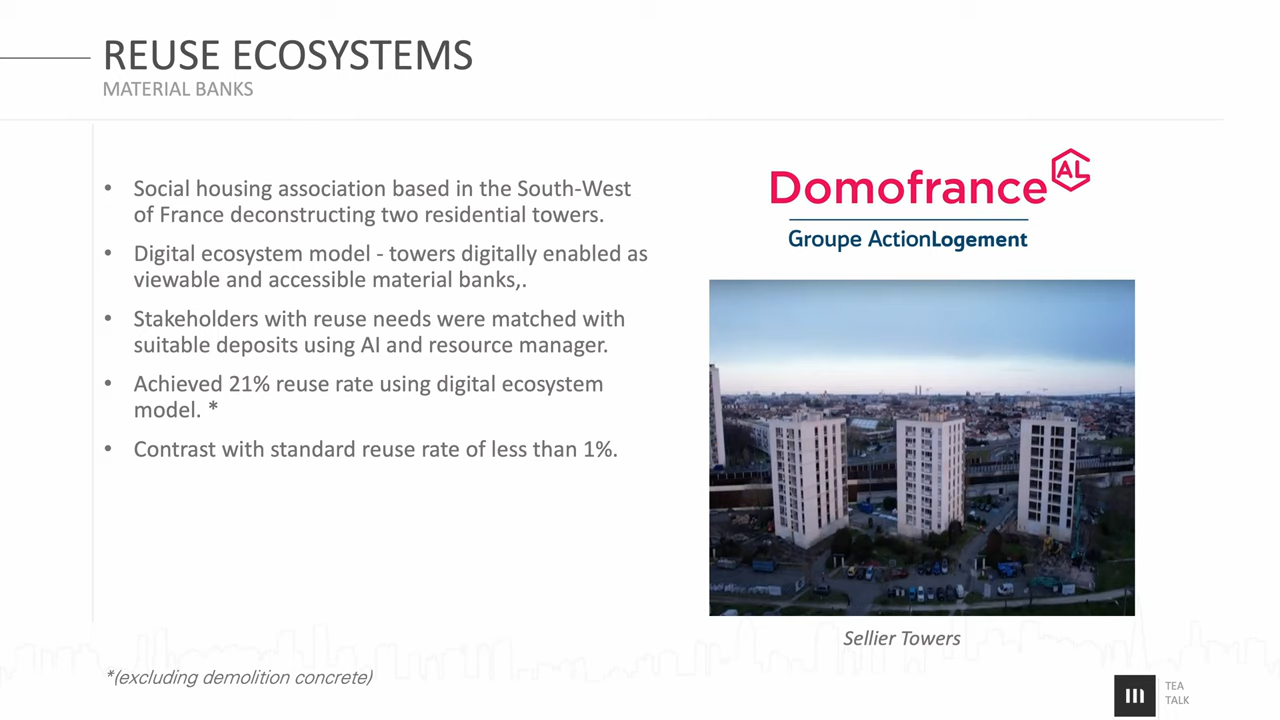 REUSE ECOSYSTEMS
MATERIAL BANKS
• Social housing association based in the South-West
of France deconstructing two residential towers.
• Digital ecosystem model - towers digitally enabled as
viewable and accessible material banks,.
• Stakeholders with reuse needs were matched with
suitable deposits using AI and resource manager.
• Achieved 21% reuse rate using digital ecosystem
model. *
• Contrast with standard reuse rate of less than 1%.
*(excluding demolition concrete)
Domofrance AL
Groupe ActionLogement
Sellier Towers
m
TEA
TALK